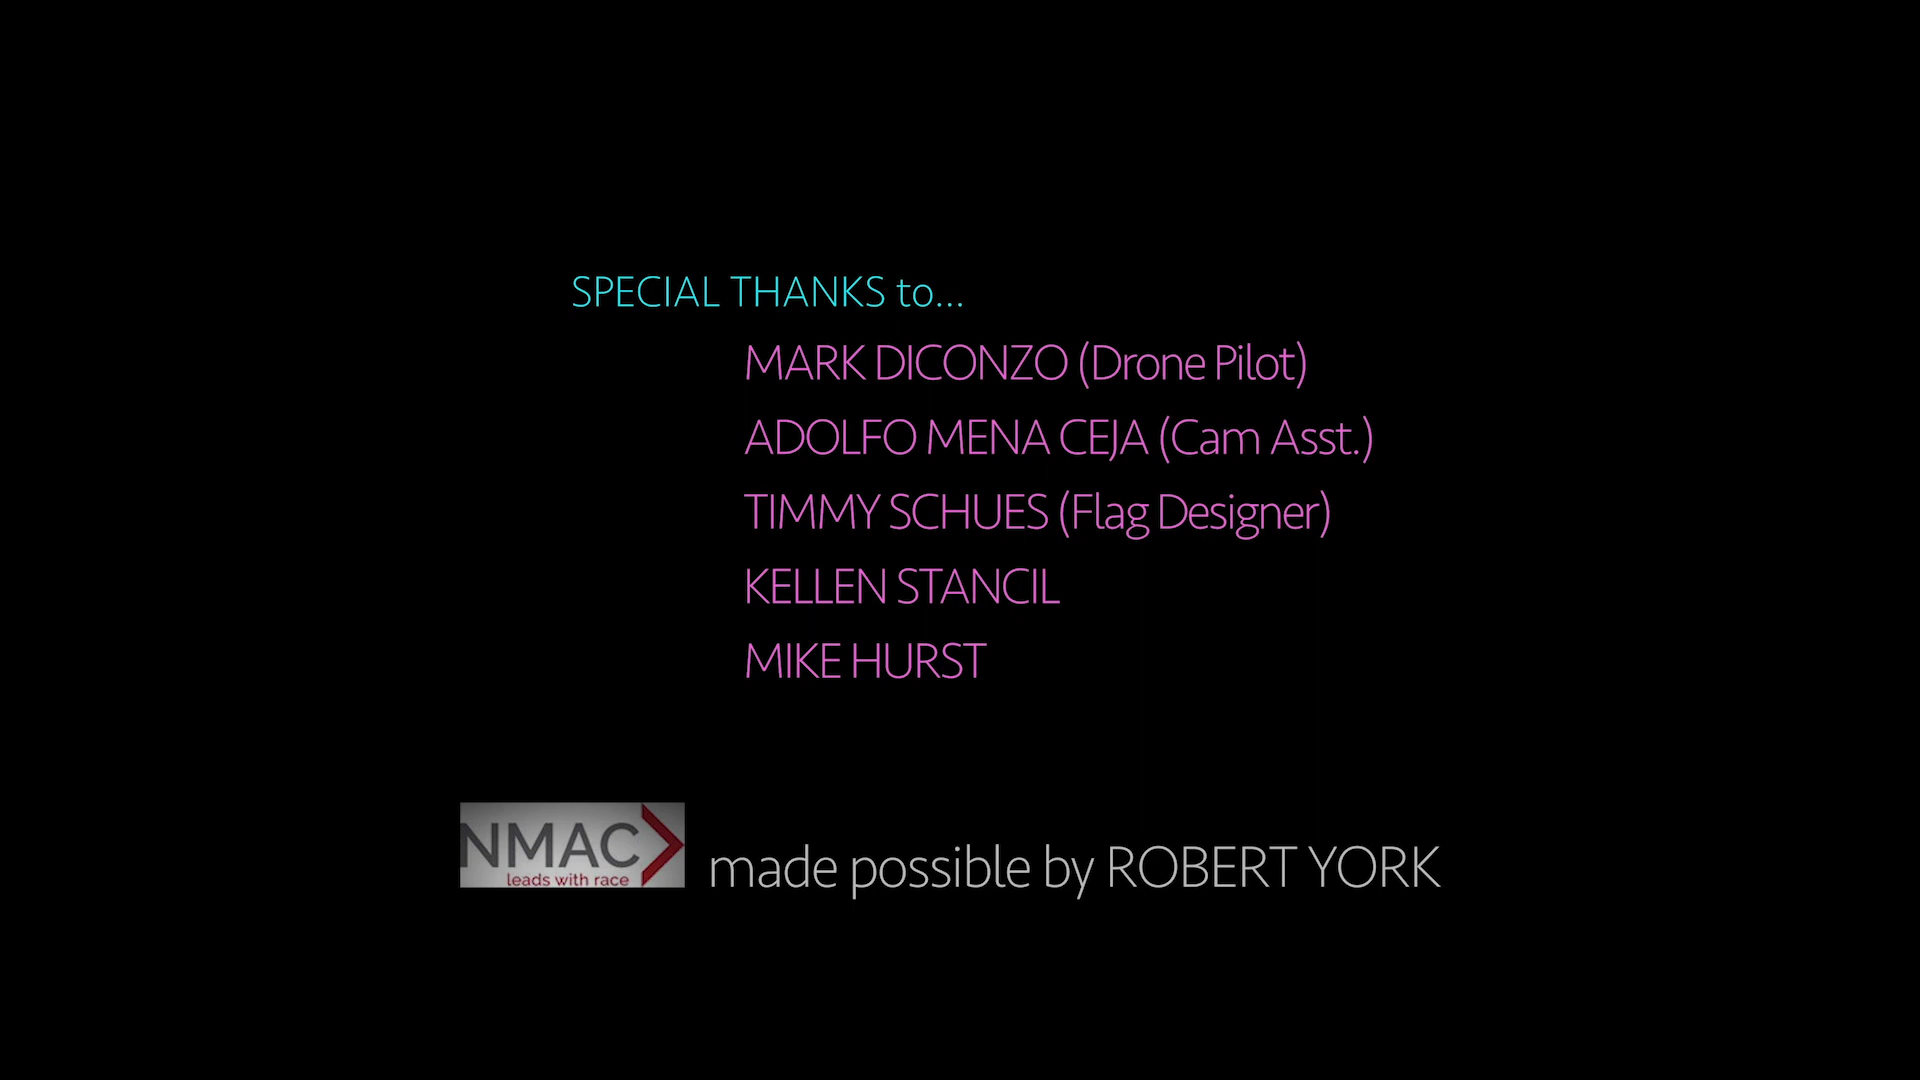 SPECIAL THANKS to...
MARK DICONZO (Drone Pilot)
ADOLFO MENA CEJA (Cam Asst.)
TIMMY SCHUES (Flag Designer)
KELLEN STANCIL
MIKE HURST
NMAC
leads with race
made possible by ROBERT YORK